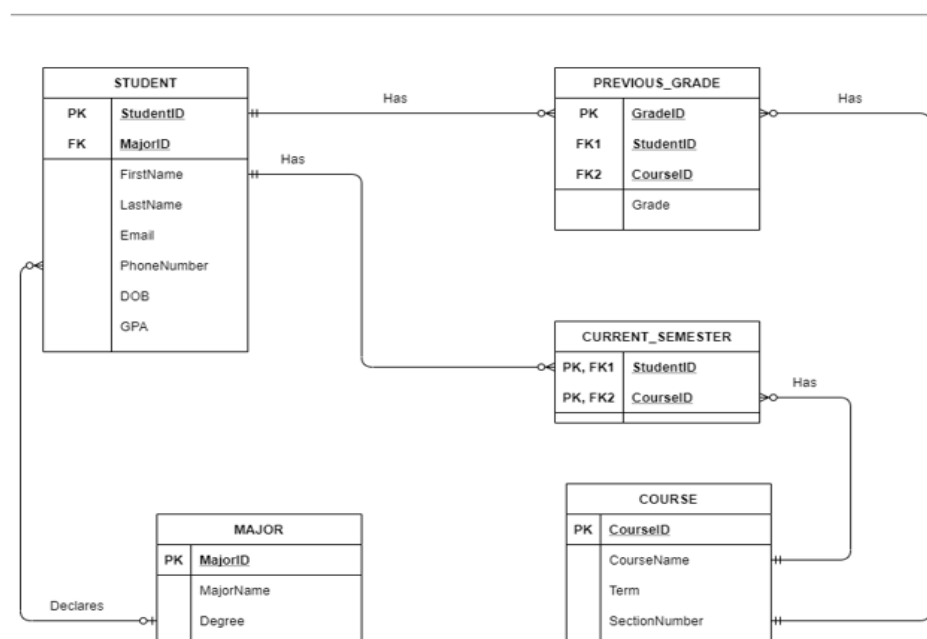 STUDENT
PK StudentID
FK MajorID
FirstName
LastName
Email
PhoneNumber
DOB
GPA
Has
PREVIOUS_GRADE
PK GradeID
FK1 StudentID
FK2 CourseID
Grade
Has
Has
CURRENT_SEMESTER
PK, FK1 StudentID
PK, FK2 CourseID
Has
MAJOR
PK MajorID
MajorName
Degree
Declares
COURSE
PK CourseID
CourseName
Term
SectionNumber